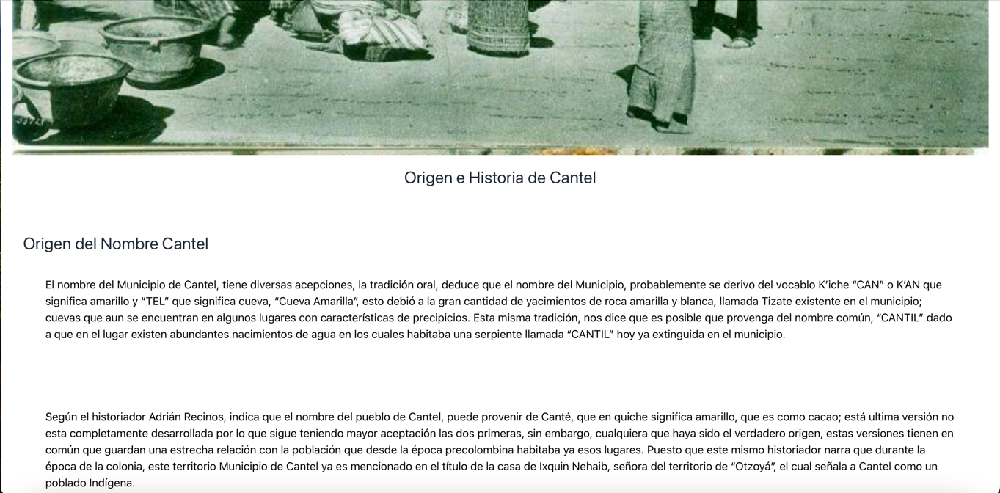 Origen e Historia de Cantel
Origen del Nombre Cantel
El nombre del Municipio de Cantel, tiene diversas acepciones, la tradición oral, deduce que el nombre del Municipio, probablemente se derivo del vocablo K’iche “CAN” o K’AN que
significa amarillo y “TEL” que significa cueva, “Cueva Amarilla”, esto debió a la gran cantidad de yacimientos de roca amarilla y blanca, llamada Tizate existente en el municipio;
cuevas que aun se encuentran en algunos lugares con características de precipicios. Esta misma tradición, nos dice que es posible que provenga del nombre común, “CANTIL” dado
a que en el lugar existen abundantes nacimientos de agua en los cuales habitaba una serpiente llamada “CANTIL” hoy ya extinguida en el municipio.
Según el historiador Adrián Recinos, indica que el nombre del pueblo de Cantel, puede provenir de Canté, que en quiche significa amarillo, que es como cacao; está ultima versión no
esta completamente desarrollada por lo que sigue teniendo mayor aceptación las dos primeras, sin embargo, cualquiera que haya sido el verdadero origen, estas versiones tienen en
común que guardan una estrecha relación con la población que desde la época precolombina habitaba ya esos lugares. Puesto que este mismo historiador narra que durante la
época de la colonia, este territorio Municipio de Cantel ya es mencionado en el título de la casa de Ixquin Nehaib, señora del territorio de “Otzoyá”, el cual señala a Cantel como un
poblado Indígena.